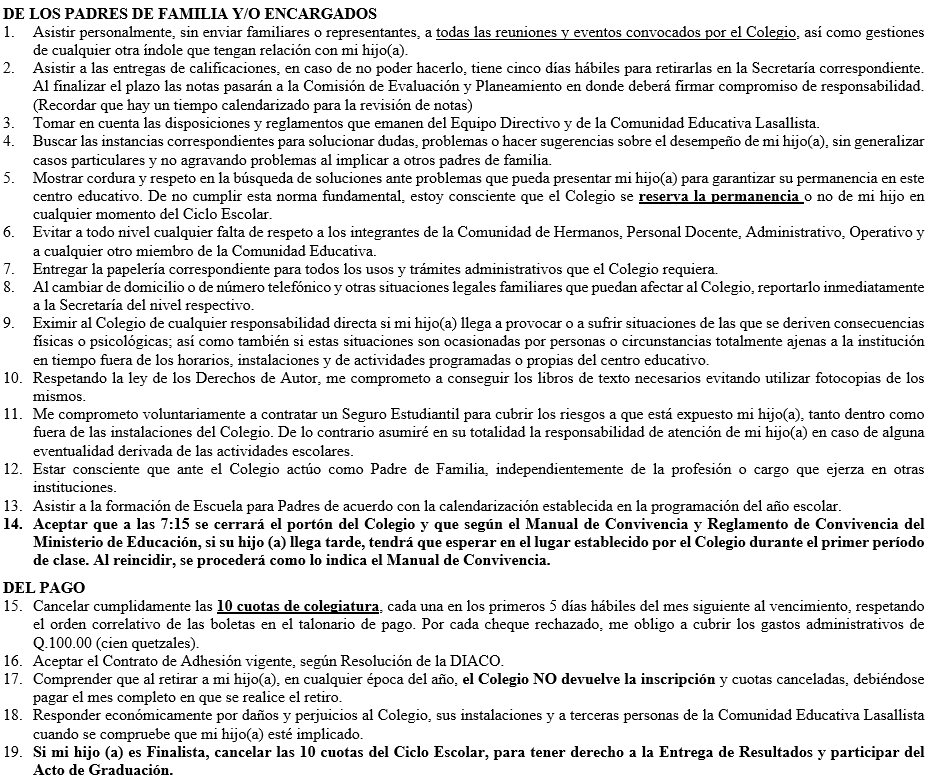 DE LOS PADRES DE FAMILIA Y/O ENCARGADOS
1. Asistir personalmente, sin enviar familiares o representantes, a todas las reuniones y eventos convocados por el Colegio, así como gestiones
de cualquier otra índole que tengan relación con mi hijo(a).
2. Asistir a las entregas de calificaciones, en caso de no poder hacerlo, tiene cinco días hábiles para retirarlas en la Secretaría correspondiente.
Al finalizar el plazo las notas pasarán a la Comisión de Evaluación y Planeamiento en donde deberá firmar compromiso de responsabilidad.
(Recordar que hay un tiempo calendarizado para la revisión de notas)
3. Tomar en cuenta las disposiciones y reglamentos que emanen del Equipo Directivo y de la Comunidad Educativa Lasallista.
4. Buscar las instancias correspondientes para solucionar dudas, problemas o hacer sugerencias sobre el desempeño de mi hijo(a), sin generalizar
casos particulares y no agravando problemas al implicar a otros padres de familia.
5. Mostrar cordura y respeto en la búsqueda de soluciones ante problemas que pueda presentar mi hijo(a) para garantizar su permanencia en este
centro educativo. De no cumplir esta norma fundamental, estoy consciente que el Colegio se reserva la permanencia o no de mi hijo en
cualquier momento del Ciclo Escolar.
6. Evitar a todo nivel cualquier falta de respeto a los integrantes de la Comunidad de Hermanos, Personal Docente, Administrativo, Operativo y
a cualquier otro miembro de la Comunidad Educativa.
7. Entregar la papelería correspondiente para todos los usos y trámites administrativos que el Colegio requiera.
8. Al cambiar de domicilio o de número telefónico y otras situaciones legales familiares que puedan afectar al Colegio, reportarlo inmediatamente
a la Secretaría del nivel respectivo.
9. Eximir al Colegio de cualquier responsabilidad directa si mi hijo(a) llega a provocar o a sufrir situaciones de las que se deriven consecuencias
físicas o psicológicas; así como también si estas situaciones son ocasionadas por personas o circunstancias totalmente ajenas a la institución
en tiempo fuera de los horarios, instalaciones y de actividades programadas o propias del centro educativo.
10. Respetando la ley de los Derechos de Autor, me comprometo a conseguir los libros de texto necesarios evitando utilizar fotocopias de los
mismos.
11. Me comprometo voluntariamente a contratar un Seguro Estudiantil para cubrir los riesgos a que está expuesto mi hijo(a), tanto dentro como
fuera de las instalaciones del Colegio. De lo contrario asumiré en su totalidad la responsabilidad de atención de mi hijo(a) en caso de alguna
eventualidad derivada de las actividades escolares.
12. Estar consciente que ante el Colegio actúo como Padre de Familia, independientemente de la profesión o cargo que ejerza en otras
instituciones.
13. Asistir a la formación de Escuela para Padres de acuerdo con la calendarización establecida en la programación del año escolar.
14. Aceptar que a las 7:15 se cerrará el portón del Colegio y que según el Manual de Convivencia y Reglamento de Convivencia del
Ministerio de Educación, si su hijo (a) llega tarde, tendrá que esperar en el lugar establecido por el Colegio durante el primer período
de clase. Al reincidir, se procederá como lo indica el Manual de Convivencia.
DEL PAGO
15. Cancelar cumplidamente las 10 cuotas de colegiatura, cada una en los primeros 5 días hábiles del mes siguiente al vencimiento, respetando
el orden correlativo de las boletas en el talonario de pago. Por cada cheque rechazado, me obligo a cubrir los gastos administrativos de
Q.100.00 (cien quetzales).
16. Aceptar el Contrato de Adhesión vigente, según Resolución de la DIACO.
17. Comprender que al retirar a mi hijo(a), en cualquier época del año, el Colegio NO devuelve la inscripción y cuotas canceladas, debiéndose
pagar el mes completo en que se realice el retiro.
18. Responder económicamente por daños y perjuicios al Colegio, sus instalaciones y a terceras personas de la Comunidad Educativa Lasallista
cuando se compruebe que mi hijo(a) esté implicado.
19. Si mi hijo (a) es Finalista, cancelar las 10 cuotas del Ciclo Escolar, para tener derecho a la Entrega de Resultados y participar del
Acto de Graduación.